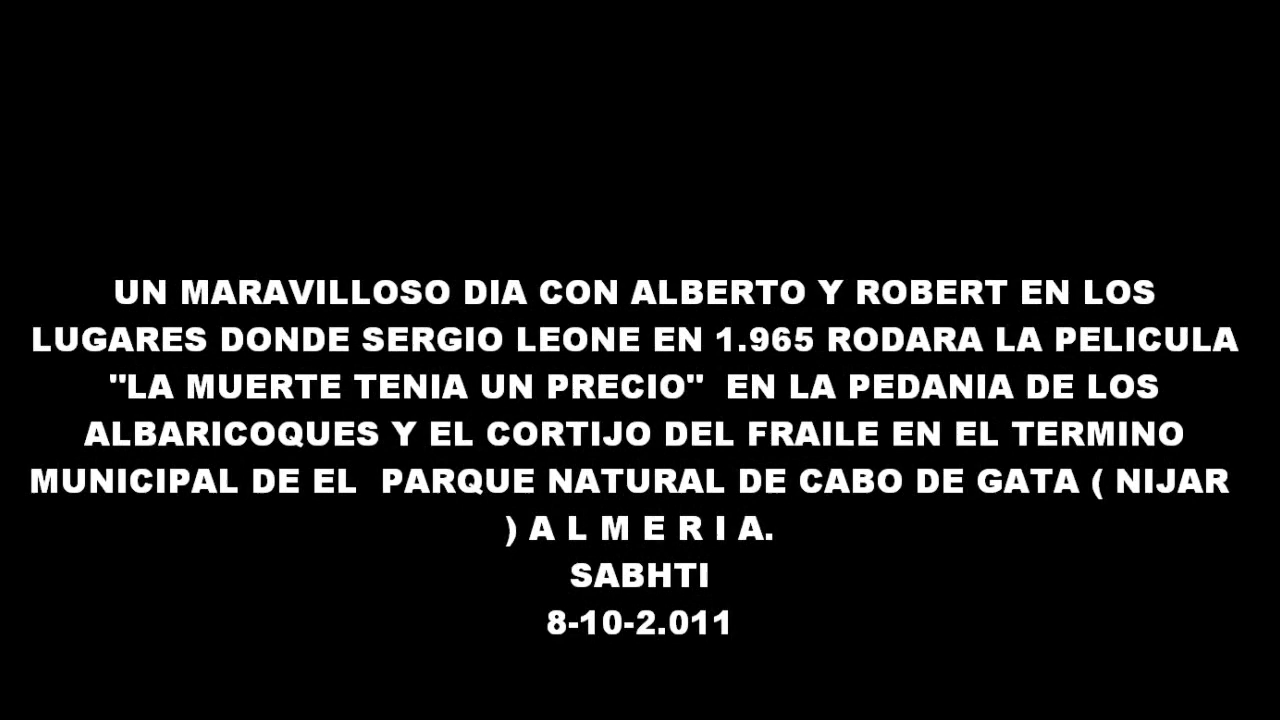 UN MARAVILLOSO DIA CON ALBERTO Y ROBERT EN LOS
LUGARES DONDE SERGIO LEONE EN 1.965 RODARA LA PELICULA
"LA MUERTE TENIA UN PRECIO"  EN LA PEDANIA DE LOS
ALBARICOQUES Y EL CORTIJO DEL FRAILE EN EL TERMINO
MUNICIPAL DE EL  PARQUE NATURAL DE CABO DE GATA ( NIJAR
) A L M E R I A.
SABHTI
8-10-2.011